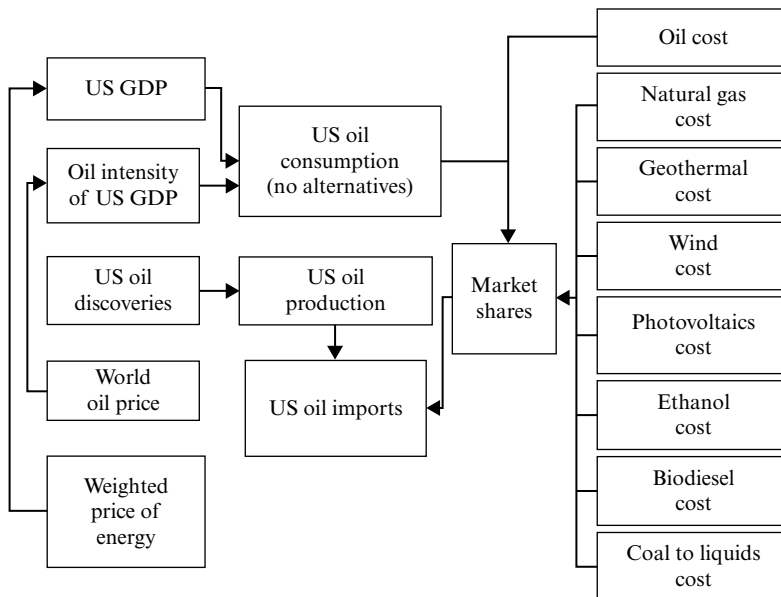 US GDP
Oil intensity
of US GDP
US oil
discoveries
World
oil price
Weighted
price of
energy
US oil
consumption
(no alternatives)
US oil
production
US oil imports
Market
shares
Oil cost
Natural gas
cost
Geothermal
cost
Wind
cost
Photovoltaics
cost
Ethanol
cost
Biodiesel
cost
Coal to liquids
cost